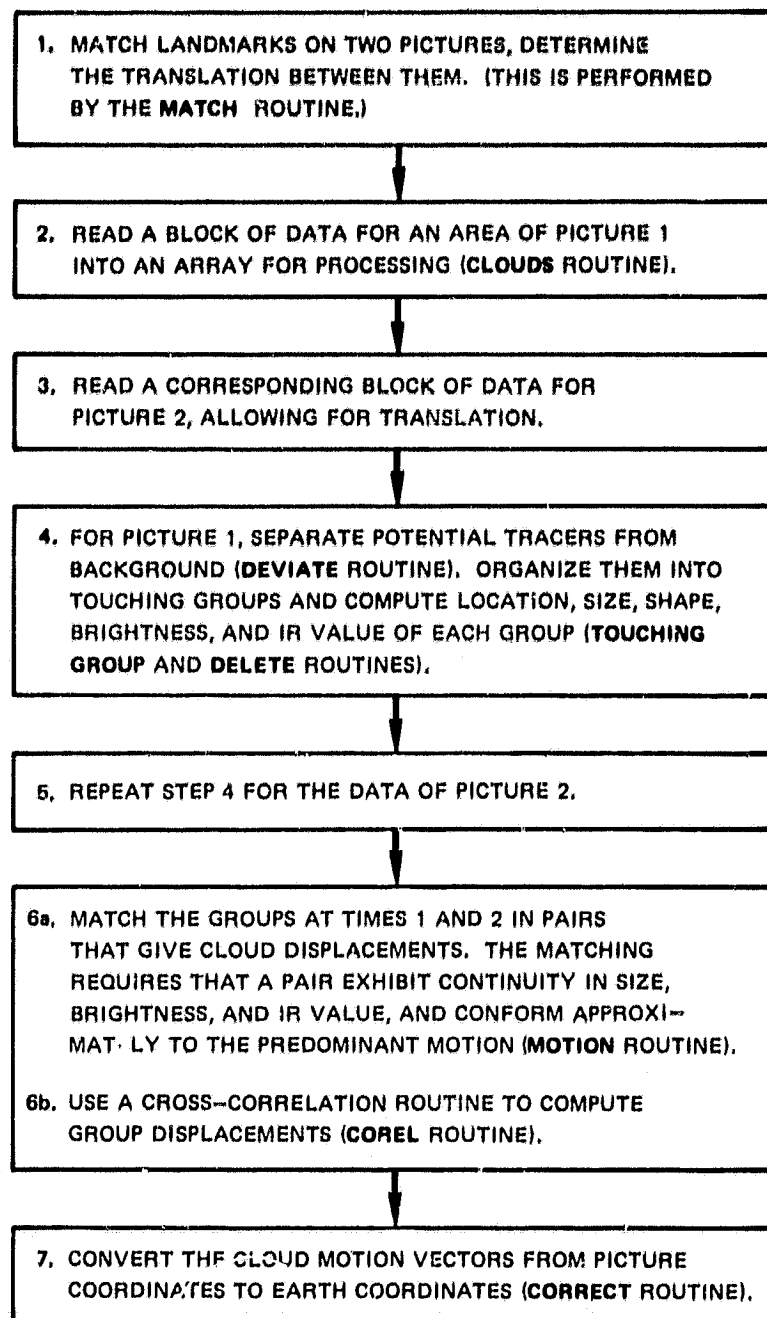 1. MATCH LANDMARKS ON TWO PICTURES, DETERMINE
THE TRANSLATION BETWEEN THEM. (THIS IS PERFORMED
BY THE MATCH ROUTINE.)
2. READ A BLOCK OF DATA FOR AN AREA OF PICTURE 1
INTO AN ARRAY FOR PROCESSING (CLOUDS ROUTINE).
3. READ A CORRESPONDING BLOCK OF DATA FOR
PICTURE 2, ALLOWING FOR TRANSLATION.
4. FOR PICTURE 1, SEPARATE POTENTIAL TRACERS FROM
BACKGROUND (DEVIATE ROUTINE). ORGANIZE THEM INTO
TOUCHING GROUPS AND COMPUTE LOCATION, SIZE, SHAPE,
BRIGHTNESS, AND IR VALUE OF EACH GROUP (TOUCHING
GROUP AND DELETE ROUTINES).
5. REPEAT STEP 4 FOR THE DATA OF PICTURE 2.
6a. MATCH THE GROUPS AT TIMES 1 AND 2 IN PAIRS
THAT GIVE CLOUD DISPLACEMENTS. THE MATCHING
REQUIRES THAT A PAIR EXHIBIT CONTINUITY IN SIZE,
BRIGHTNESS, AND IR VALUE, AND CONFORM APPROXI-
MAT LY TO THE PREDOMINANT MOTION (MOTION ROUTINE).
6b. USE A CROSS-CORRELATION ROUTINE TO COMPUTE
GROUP DISPLACEMENTS (COREL ROUTINE).
7. CONVERT THE CLOUD MOTION VECTORS FROM PICTURE
COORDINATES TO EARTH COORDINATES (CORRECT ROUTINE).